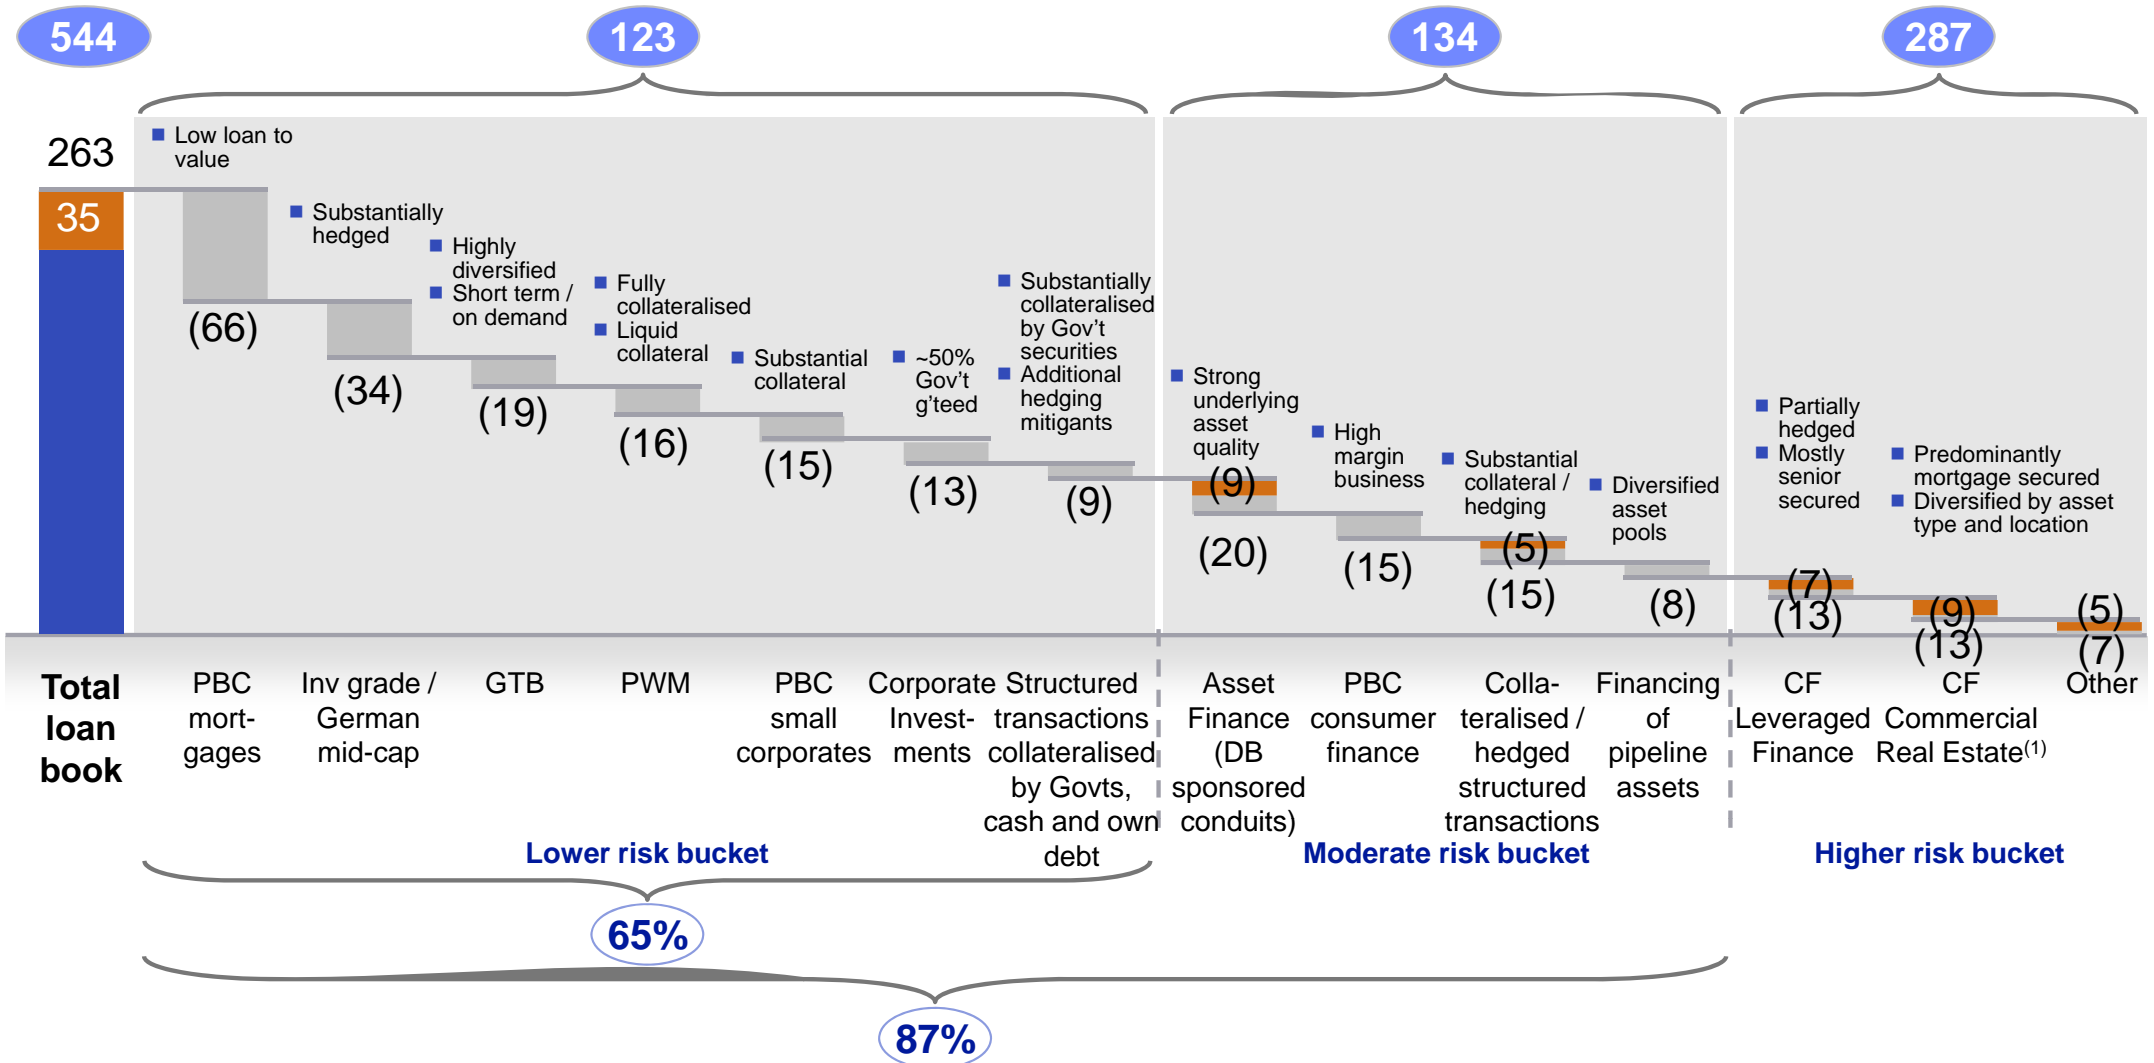 544
123
134
287
263
35
Low loan to
value
(66)
Substantially
hedged
(34)
Highly
diversified
Short term /
on demand
(19)
Fully
collateralised
Liquid
collateral
(16)
Substantial
collateral
(15)
~50%
Gov't
g'teed
(13)
Substantially
collateralised
by Gov't
securities
Additional
hedging
mitigants
(9)
Strong
underlying
asset
quality
(9)
(20)
High
margin
business
(15)
Substantial
collateral /
hedging
(5)
(15)
Diversified
asset
pools
(8)
Partially
hedged
Mostly
senior
secured
(7)
(13)
Predominantly
mortgage secured
Diversified by asset
type and location
(9)
(13)
(5)
(7)
Total
loan
book
PBC
mort-
gages
Inv grade /
German
mid-cap
GTB
PWM
PBC
small
corporates
Corporate
Invest-
ments
Structured
transactions
collateralised
by Govts,
cash and own
debt
Asset
Finance
(DB
sponsored
conduits)
PBC
consumer
finance
Colla-
teralised /
hedged
structured
transactions
Financing
of
pipeline
assets
CF
Leveraged
Finance
CF
Commercial
Real Estate(1)
Other
Lower risk bucket
Moderate risk bucket
Higher risk bucket
65%
87%